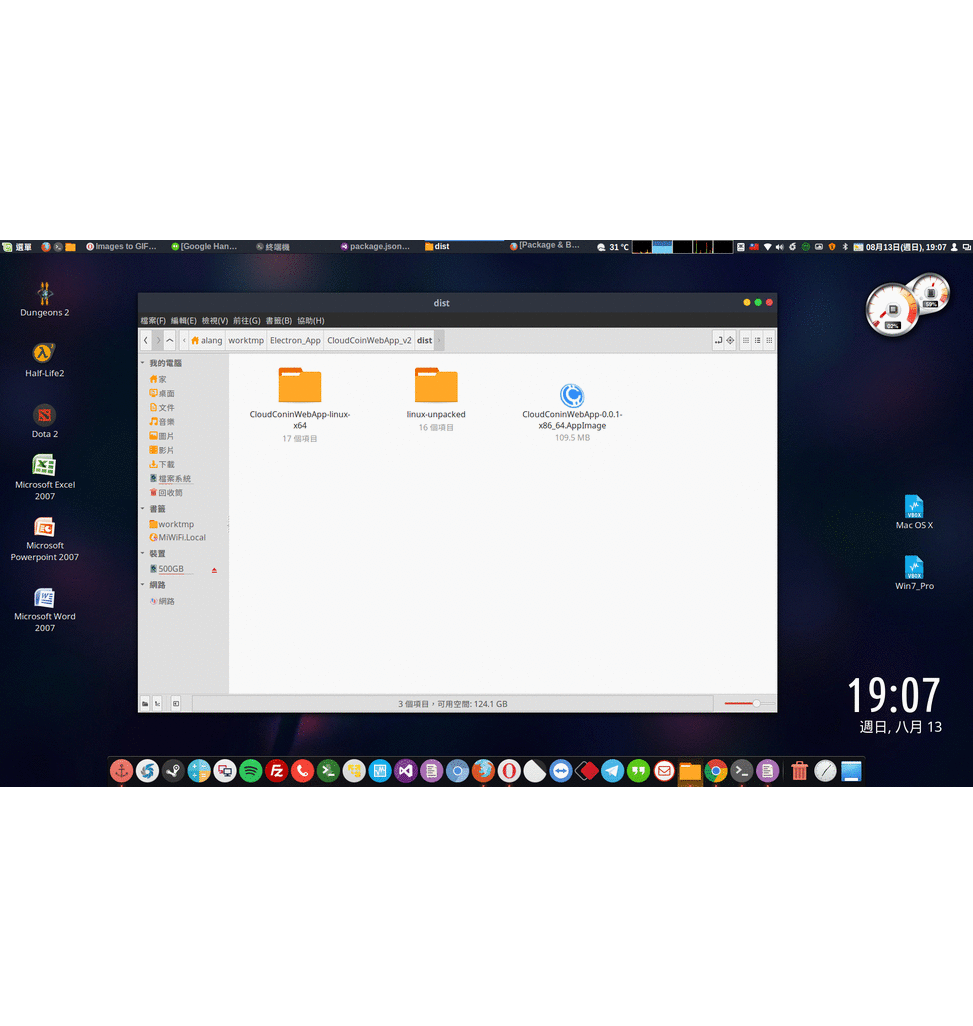 選單
Images to GIF...
[Google Han...
終端機
package.json...
dist
[Package & B...
31 °C
08月13日(週日), 19:07
Dungeons 2
Half-Life2
Dota 2
Microsoft Excel
2007
Microsoft
Powerpoint 2007
Microsoft Word
2007
dist
檔案(F) 編輯(E) 檢視(V) 前往(G) 書籤(B) 協助(H)
alang worktmp Electron_App CloudCoinWebApp_v2 dist
我的電腦
家
桌面
文件
音樂
圖片
影片
下載
檔案系統
回收筒
書籤
worktmp
MiWiFi.Local
裝置
500GB
網路
網路
CloudConinWebApp-linux-
x64
17 個項目
linux-unpacked
16 個項目
CloudConinWebApp-0.0.1-
x86_64.AppImage
109.5 MB
3 個項目，可用空間: 124.1 GB
59%
02%
VBOX
Mac OS X
VBOX
Win7_Pro
19:07
週日, 八月 13